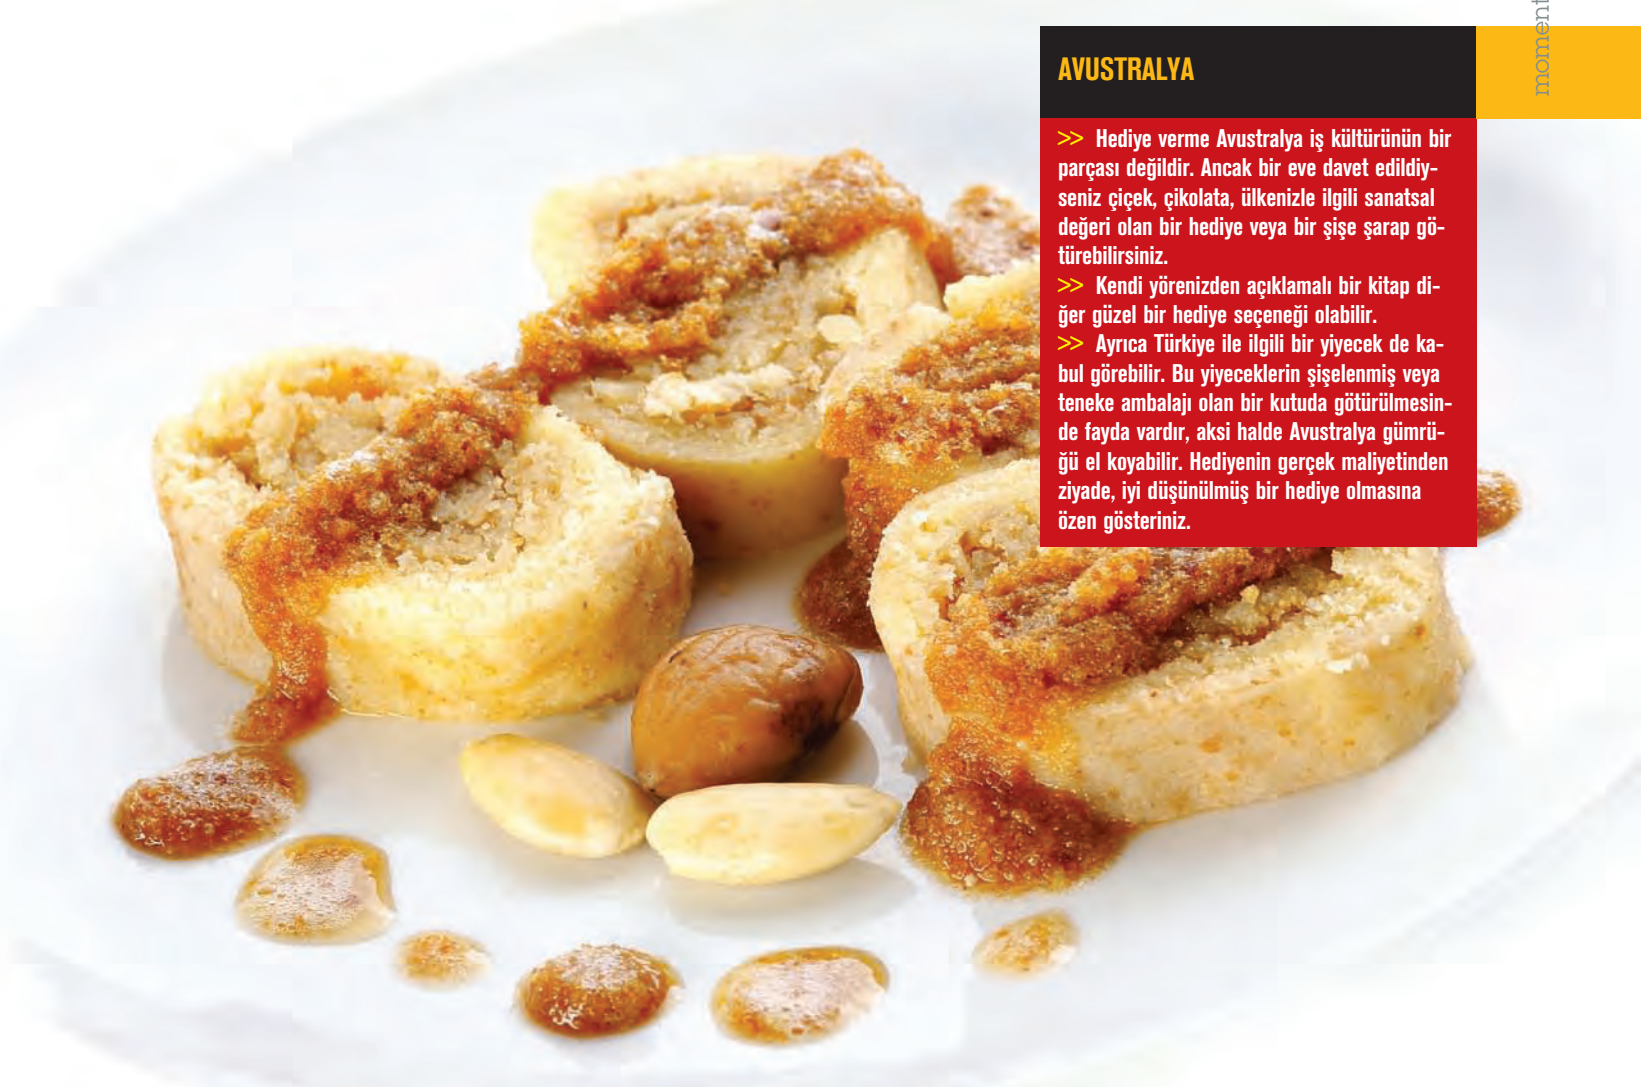 moment
AVUSTRALYA
>> Hediye verme Avustralya iş kültürünün bir
parçası değildir. Ancak bir eve davet edildiy-
seniz çiçek, çikolata, ülkenizle ilgili sanatsal
değeri olan bir hediye veya bir şişe şarap gö-
türebilirsiniz.
>> Kendi yörenizden açıklamalı bir kitap di-
ğer güzel bir hediye seçeneği olabilir.
>> Ayrıca Türkiye ile ilgili bir yiyecek de ka-
bul görebilir. Bu yiyeceklerin şişelenmiş veya
teneke ambalajı olan bir kutuda götürülmesin-
de fayda vardır, aksi halde Avustralya gümrü-
ğü el koyabilir. Hediyenin gerçek maliyetinden
ziyade, iyi düşünülmüş bir hediye olmasına
özen gösteriniz.